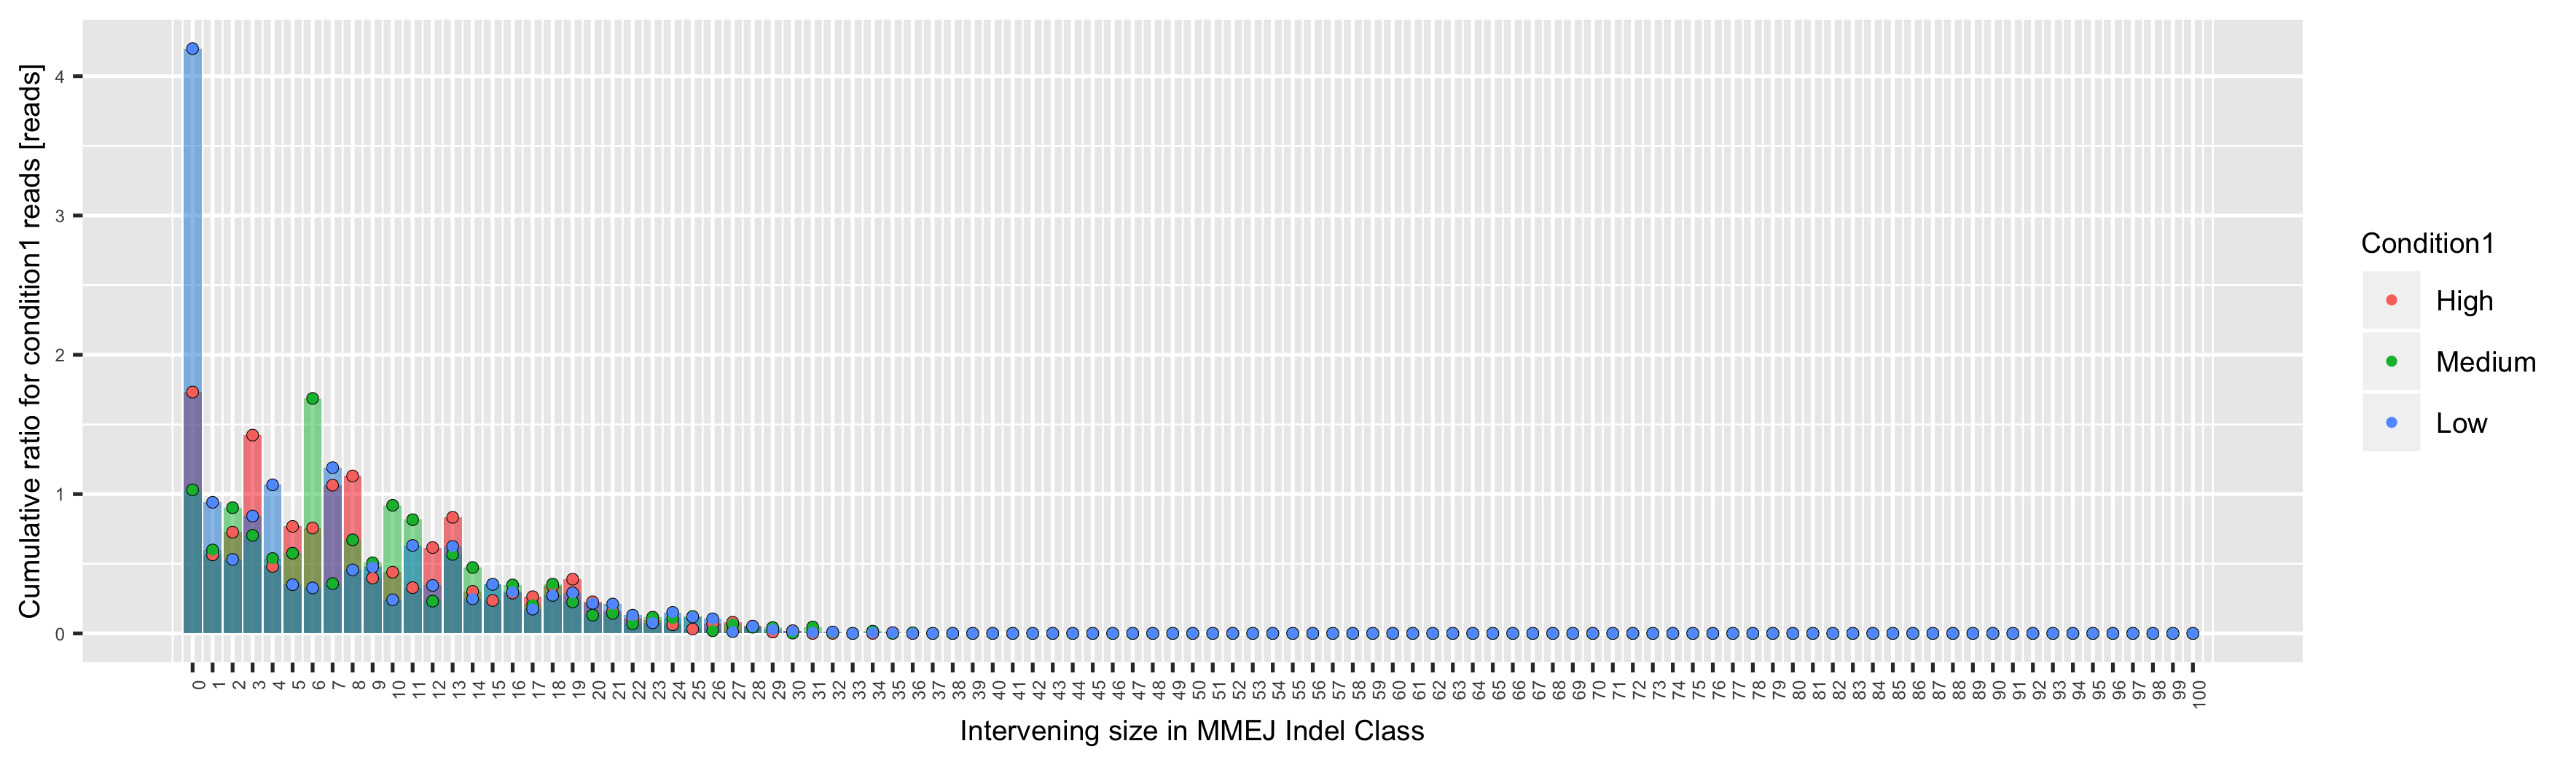 Cumulative ratio for condition1 reads [reads]
4
3
2
1
0
0 1 2 3 4 5 6 7 8 9 10 11 12 13 14 15 16 17 18 19 20 21 22 23 24 25 26 27 28 29 30 31 32 33 34 35 36 37 38 39 40 41 42 43 44 45 46 47 48 49 50 51 52 53 54 55 56 57 58 59 60 61 62 63 64 65 66 67 68 69 70 71 72 73 74 75 76 77 78 79 80 81 82 83 84 85 86 87 88 89 90 91 92 93 94 95 96 97 98 99 100
Intervening size in MMEJ Indel Class
Condition1
High
Medium
Low